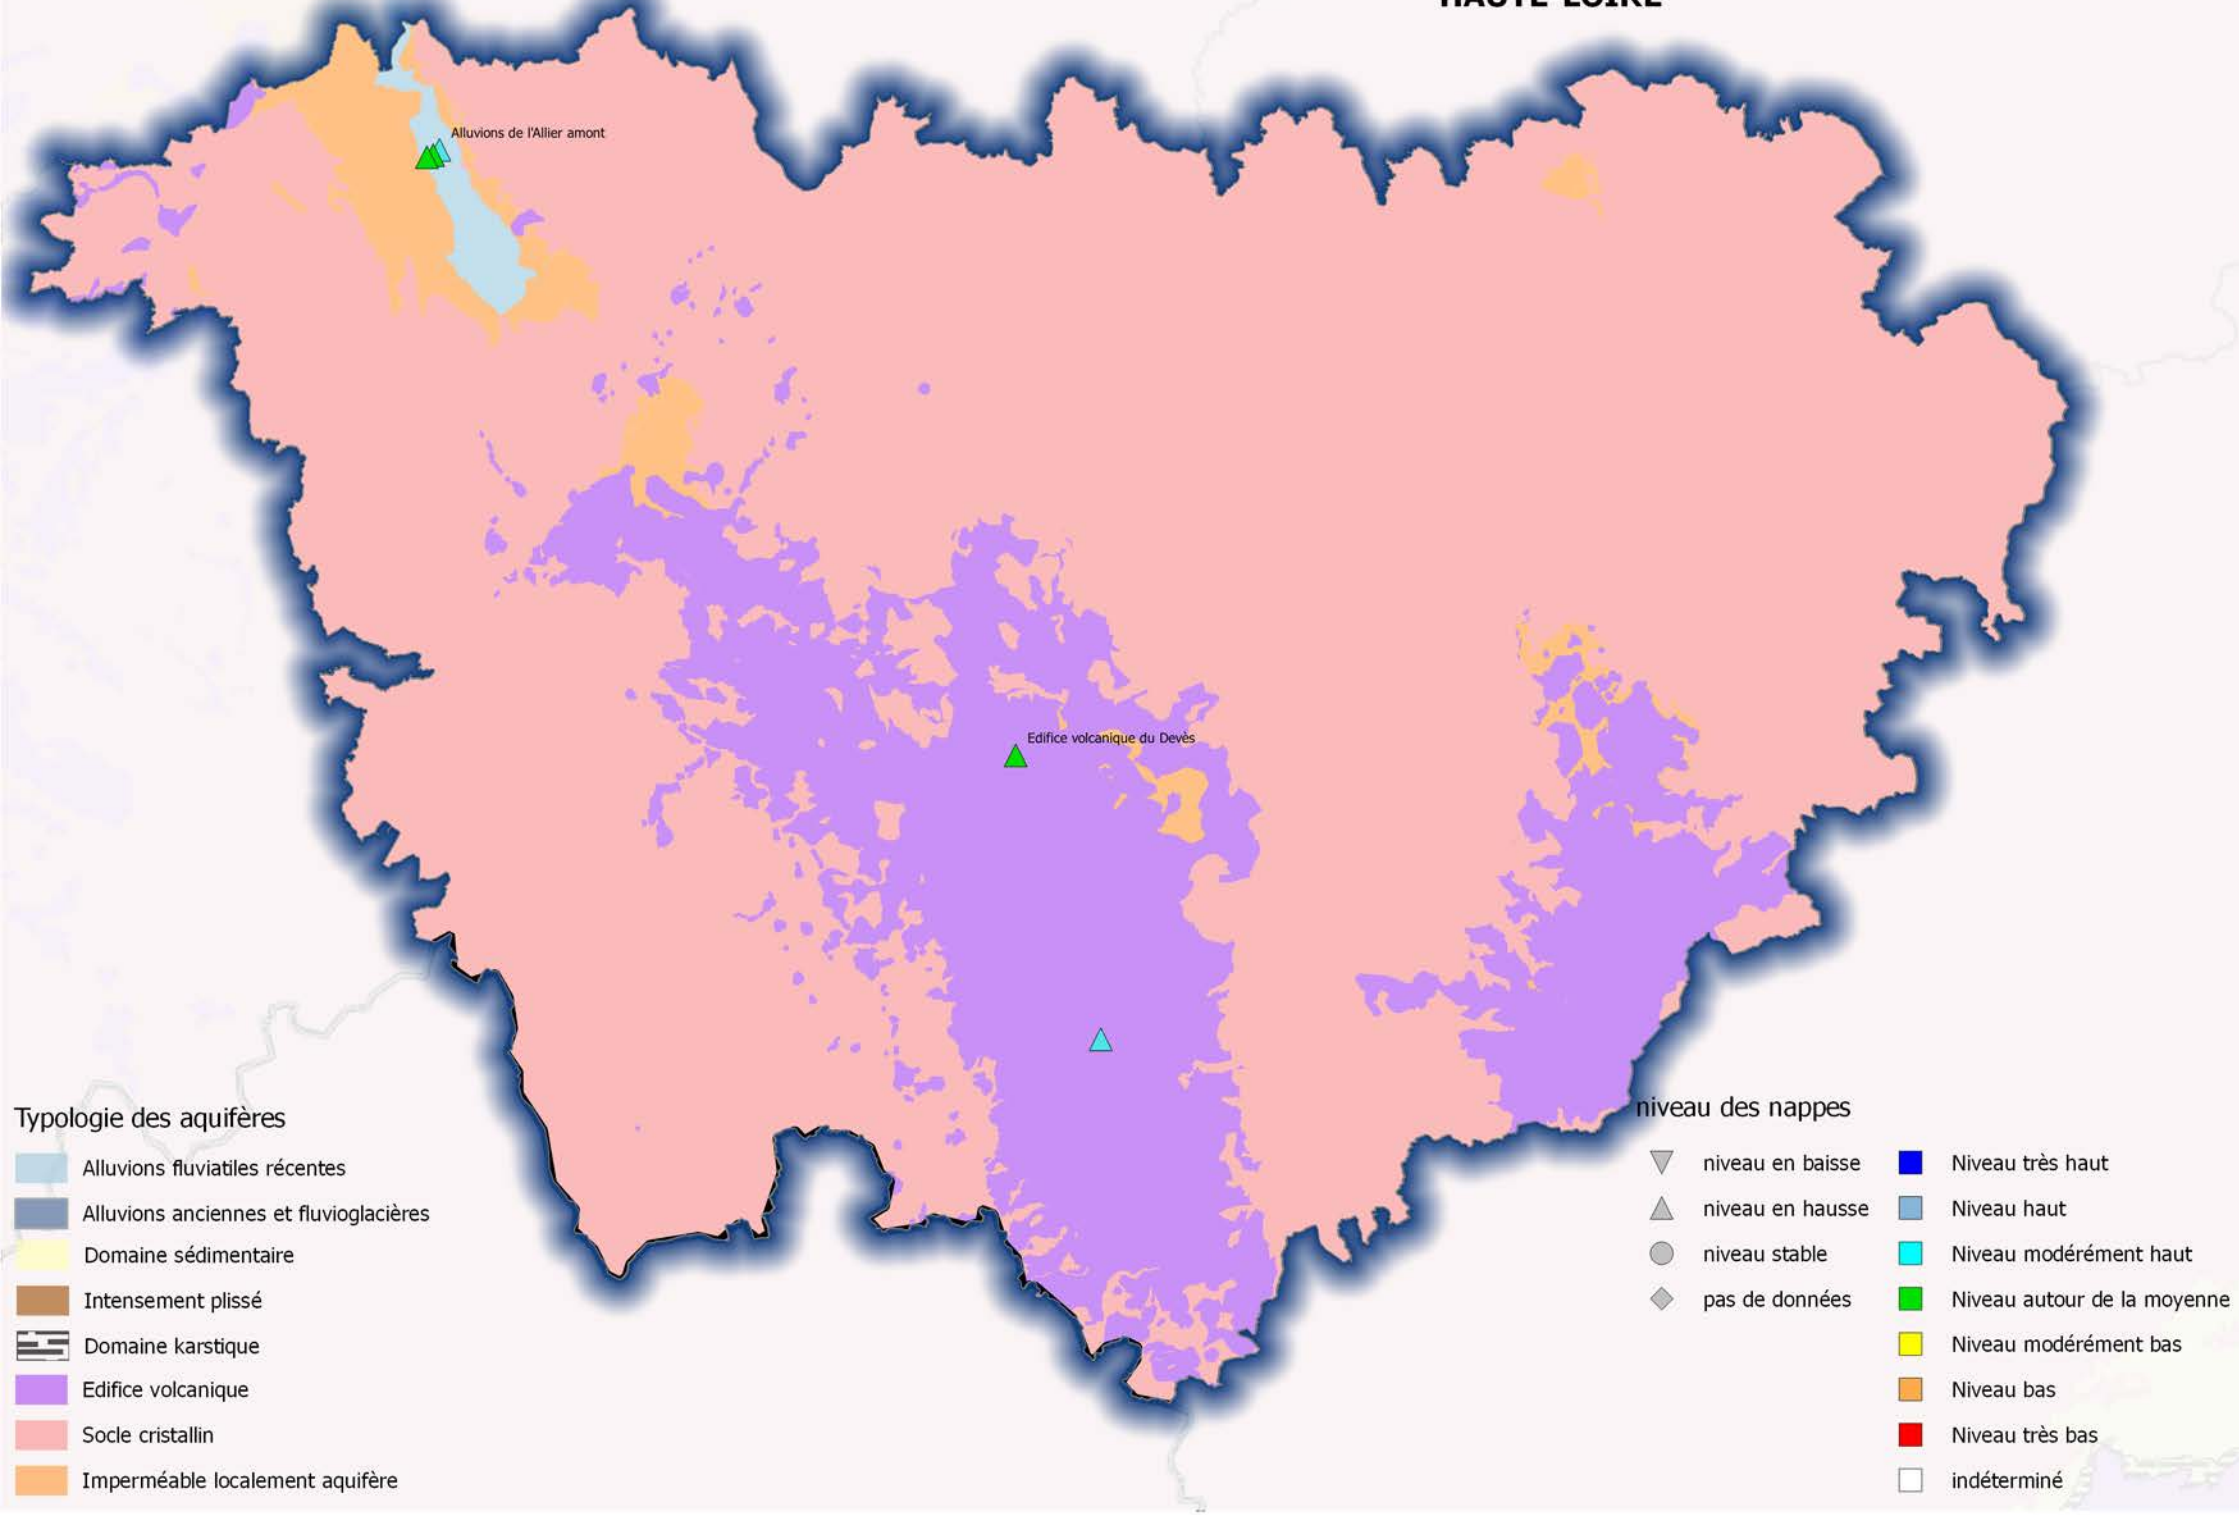 HAUTE-LOIRE
Alluvions de l'Allier amont
Edifice volcanique du Devès
Typologie des aquifères
Alluvions fluviatiles récentes
Alluvions anciennes et fluvioglacières
Domaine sédimentaire
Intensement plissé
Domaine karstique
Edifice volcanique
Socle cristallin
Imperméable localement aquifère
niveau des nappes
niveau en baisse
niveau en hausse
niveau stable
pas de données
Niveau très haut
Niveau haut
Niveau modérément haut
Niveau autour de la moyenne
Niveau modérément bas
Niveau bas
Niveau très bas
indéterminé